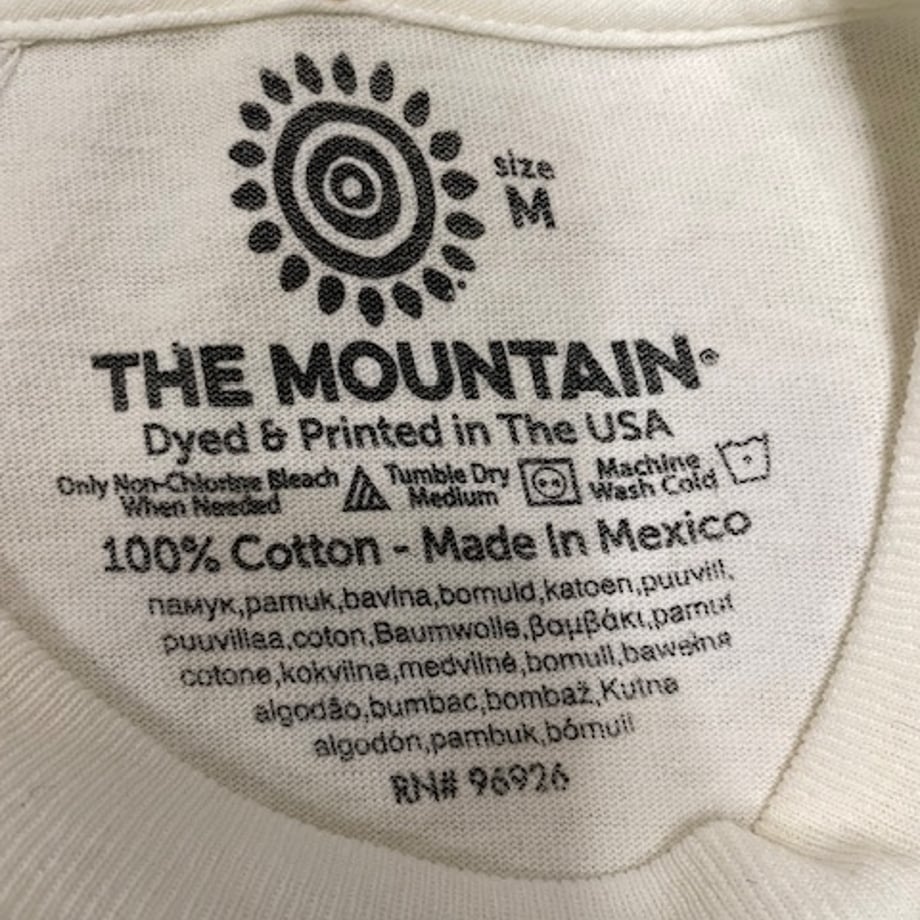 size
M
THE MOUNTAIN®
Dyed & Printed in The USA
Only Non-Chlorine Bleach
When Needed
Tumble Dry
Medium
Machine
Wash Cold
100% Cotton - Made In Mexico
памук,pamuk,bavlna,bomuld,katoen,puuvill,
puuvillaa,coton,Baumwolle,βαμβάκι,pamut
cotone,kokvilna,medvilnė,bomull,bawełna
algodão,bumbac,bombaž,Kutna
algodón,pambuk,bómull
RN# 96926